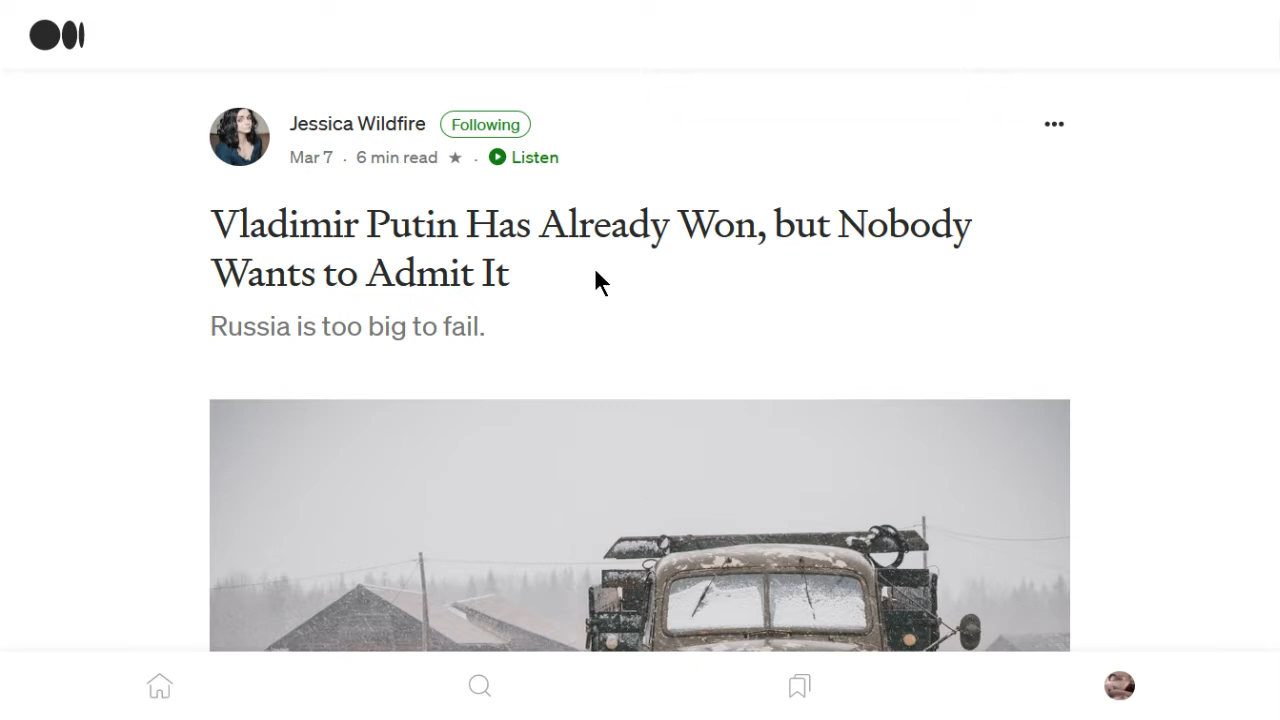 Jessica Wildfire Following
Mar 7 · 6 min read ★ · Listen
Vladimir Putin Has Already Won, but Nobody
Wants to Admit It
Russia is too big to fail.